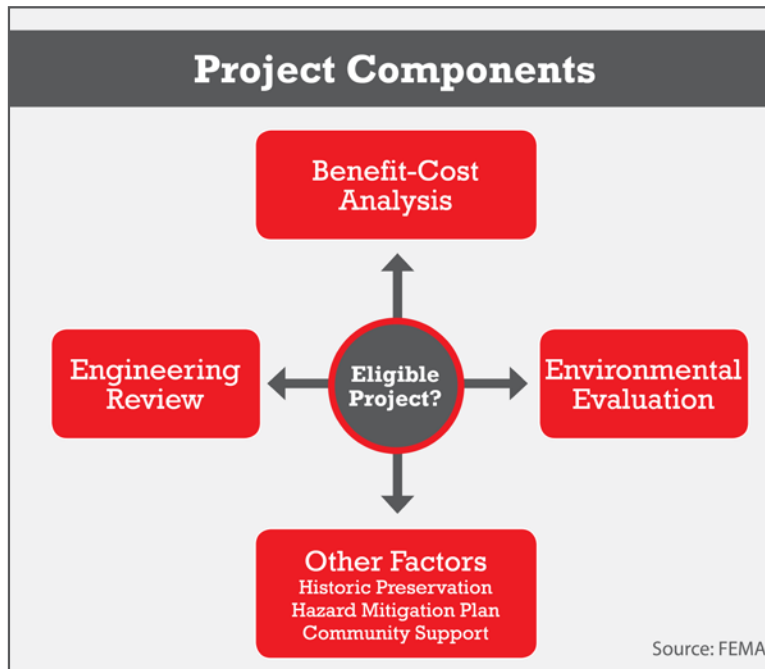 Project Components
Benefit-Cost
Analysis
Engineering
Review
Eligible
Project?
Environmental
Evaluation
Other Factors
Historic Preservation
Hazard Mitigation Plan
Community Support
Source: FEMA